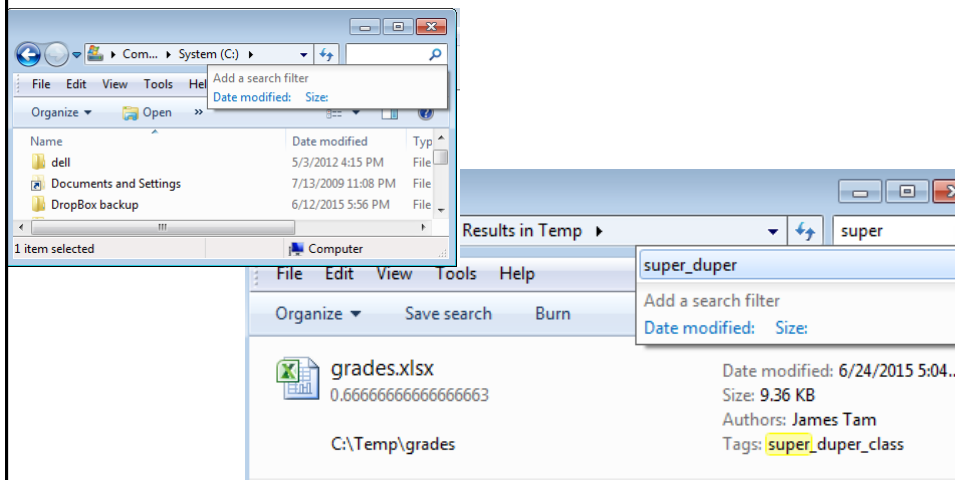 Com... System (C:)
File Edit View Tools Hel
Add a search filter
Date modified: Size:
Organize Open »
Name Date modified Typ
dell 5/3/2012 4:15 PM File
Documents and Settings 7/13/2009 11:08 PM File
DropBox backup 6/12/2015 5:56 PM File
1 item selected Computer
Results in Temp super
File Edit View Tools Help
super_duper
Add a search filter
Date modified: Size:
Organize Save search Burn
grades.xlsx Date modified: 6/24/2015 5:04...
0.66666666666666663 Size: 9.36 KB
Authors: James Tam
C:\Temp\grades Tags: super_duper_class